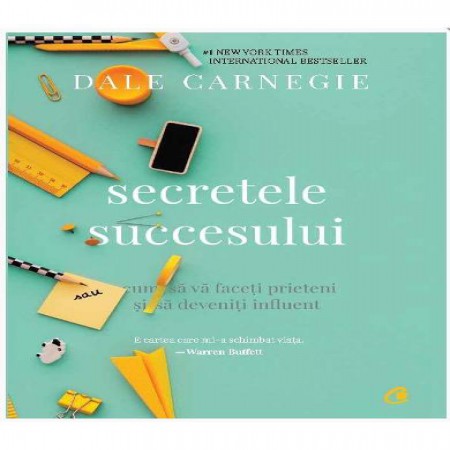 #1 NEW YORK TIMES
INTERNATIONAL BESTSELLER
DALE CARNEGIE
secretele
succesului
sau
cum să vă faceți prieteni
și să deveniți influent
E cartea care mi-a schimbat viața.
— Warren Buffett